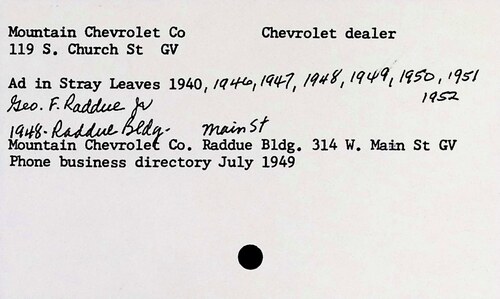 Mountain Chevrolet Co Chevrolet dealer
119 S. Church St GV
Ad in Stray Leaves 1940, 1946, 1947, 1948, 1949, 1950, 1951
1952
Geo. F. Raddue Jr
1948- Raddue Bldg. Main St
Mountain Chevrolet Co. Raddue Bldg. 314 W. Main St GV
Phone business directory July 1949